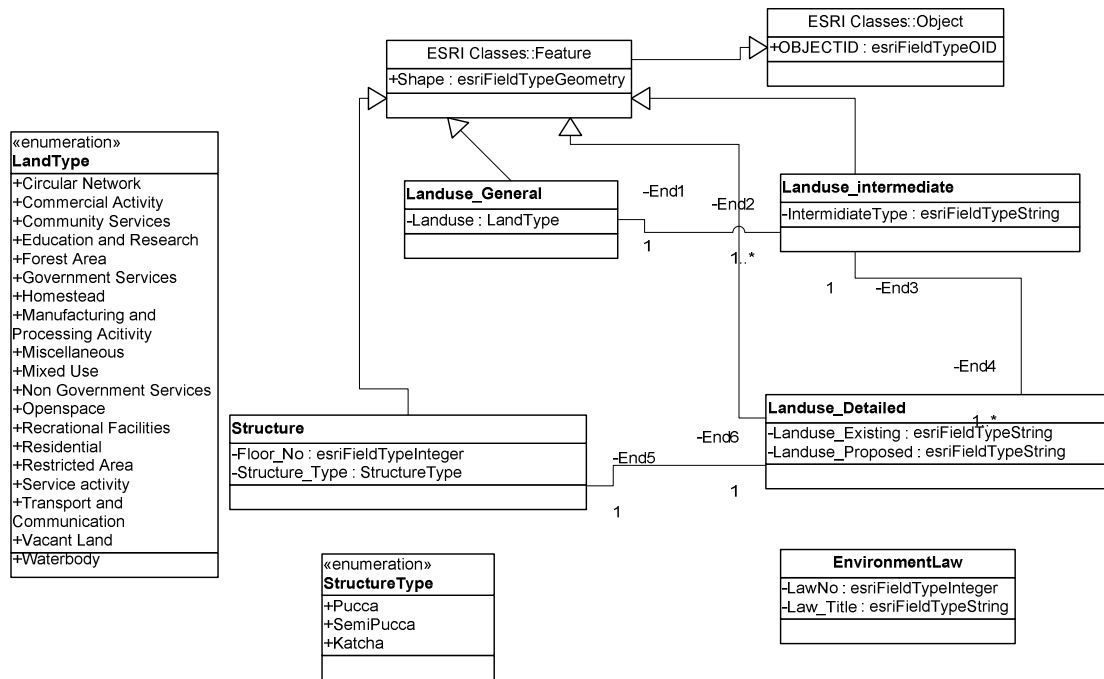 ESRI Classes::Object
+OBJECTID : esriFieldTypeOID
ESRI Classes::Feature
+Shape : esriFieldTypeGeometry
«enumeration»
LandType
+Circular Network
+Commercial Activity
+Community Services
+Education and Research
+Forest Area
+Government Services
+Homestead
+Manufacturing and
Processing Acitivity
+Miscellaneous
+Mixed Use
+Non Government Services
+Openspace
+Recrational Facilities
+Residential
+Restricted Area
+Service activity
+Transport and
Communication
+Vacant Land
+Waterbody
Landuse_General
-Landuse : LandType
-End1
1
-End2
1..*
Landuse_intermediate
-IntermidiateType : esriFieldTypeString
1
-End3
-End4
1..*
Landuse_Detailed
-Landuse_Existing : esriFieldTypeString
-Landuse_Proposed : esriFieldTypeString
Structure
-Floor_No : esriFieldTypeInteger
-Structure_Type : StructureType
-End5
1
-End6
1
«enumeration»
StructureType
+Pucca
+SemiPucca
+Katcha
EnvironmentLaw
-LawNo : esriFieldTypeInteger
-Law_Title : esriFieldTypeString